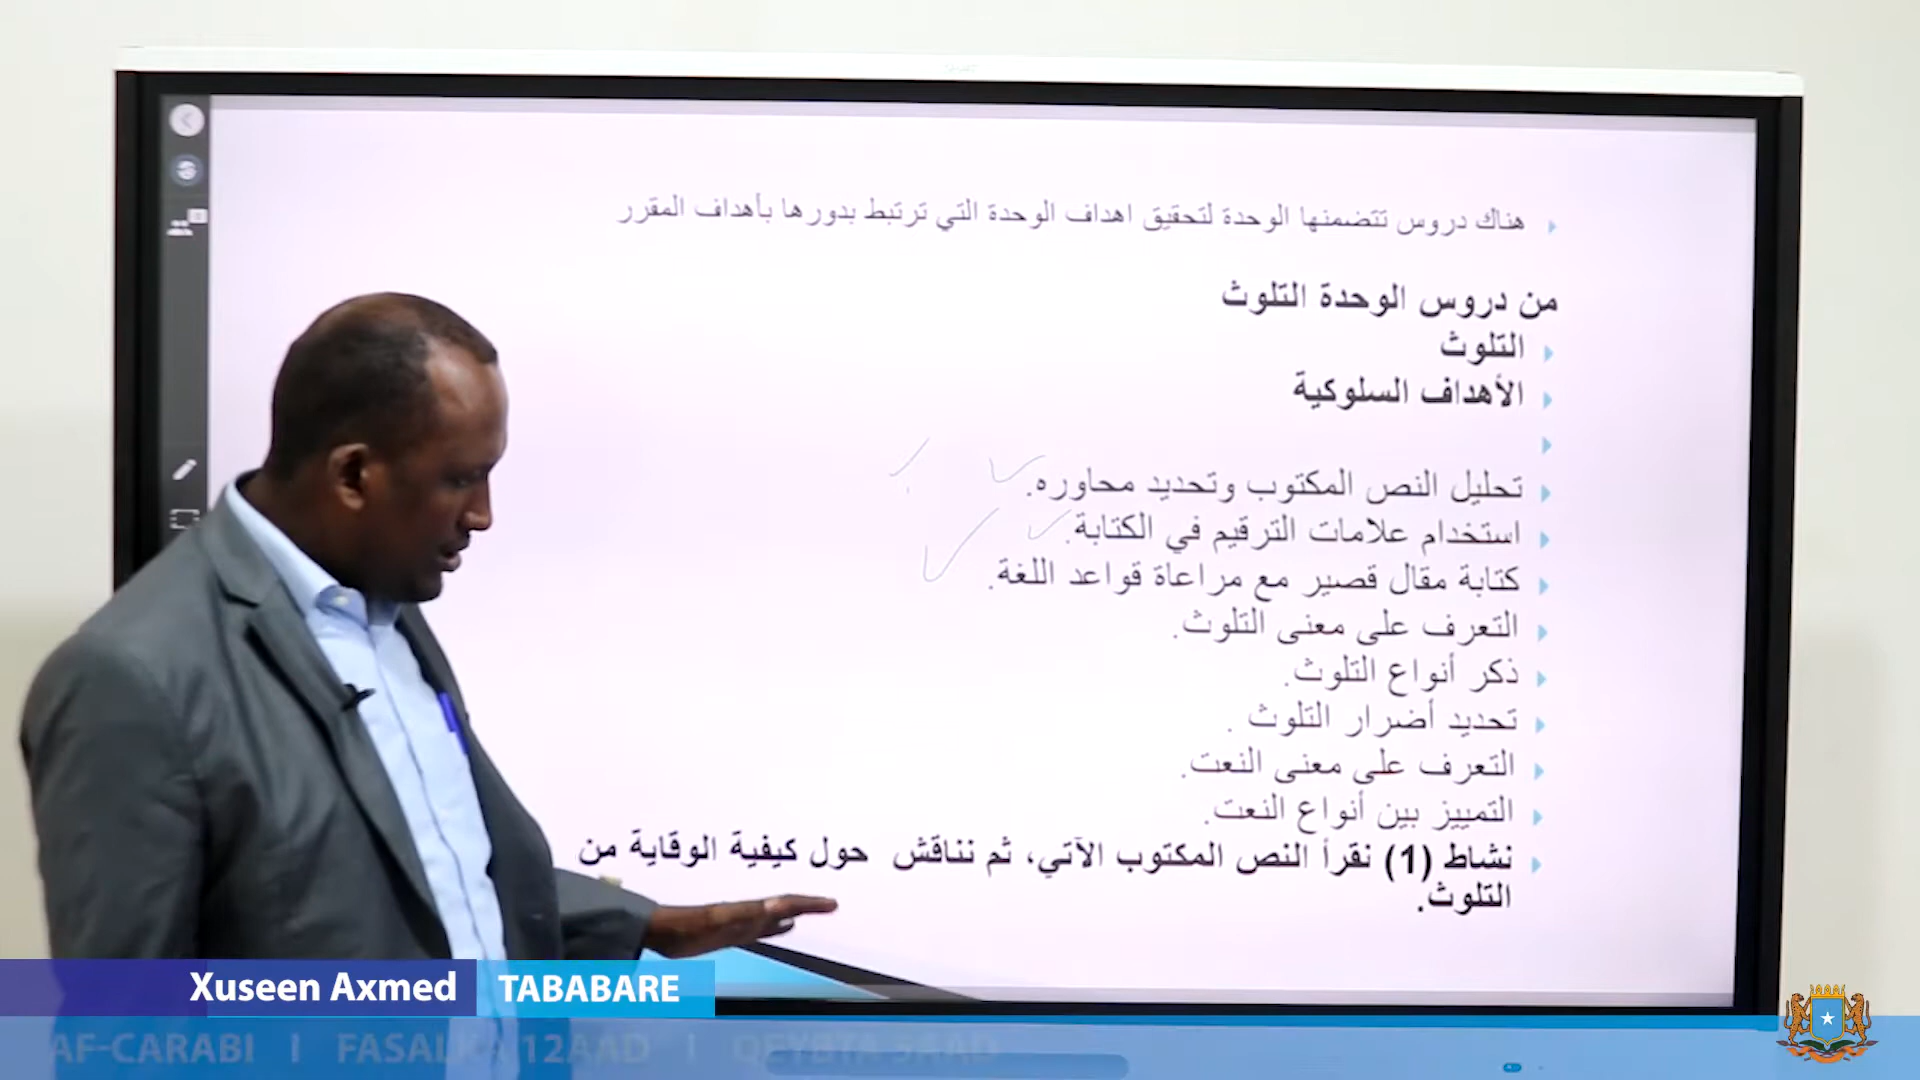 هناك دروس تتضمنها الوحدة لتحقيق اهداف الوحدة التي ترتبط بدورها بأهداف المقرر
من دروس الوحدة التلوث
التلوث
الأهداف السلوكية
تحليل النص المكتوب وتحديد محاوره.
استخدام علامات الترقيم في الكتابة.
كتابة مقال قصير مع مراعاة قواعد اللغة.
التعرف على معنى التلوث.
ذكر أنواع التلوث.
تحديد أضرار التلوث .
التعرف على معنى النعت.
التمييز بين أنواع النعت.
نشاط (1) نقرأ النص المكتوب الآتي، ثم نناقش حول كيفية الوقاية من
التلوث.
Xuseen Axmed
TABABARE
AF-CARABI I FASALKA 12AAD I QEYBTA